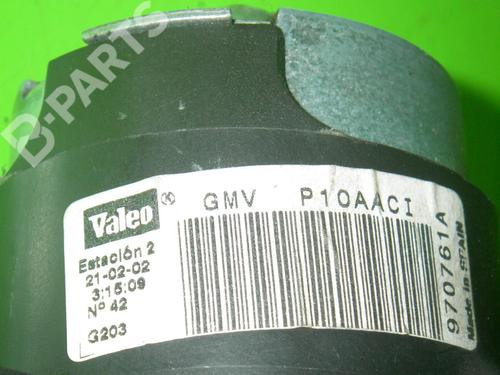 B-PARTS
B-PARTS
Valeo ®
GMV P10AACI
Estación 2
21-02-02
3:15:09
Nº 42
G203
970761A
Made in SPAIN